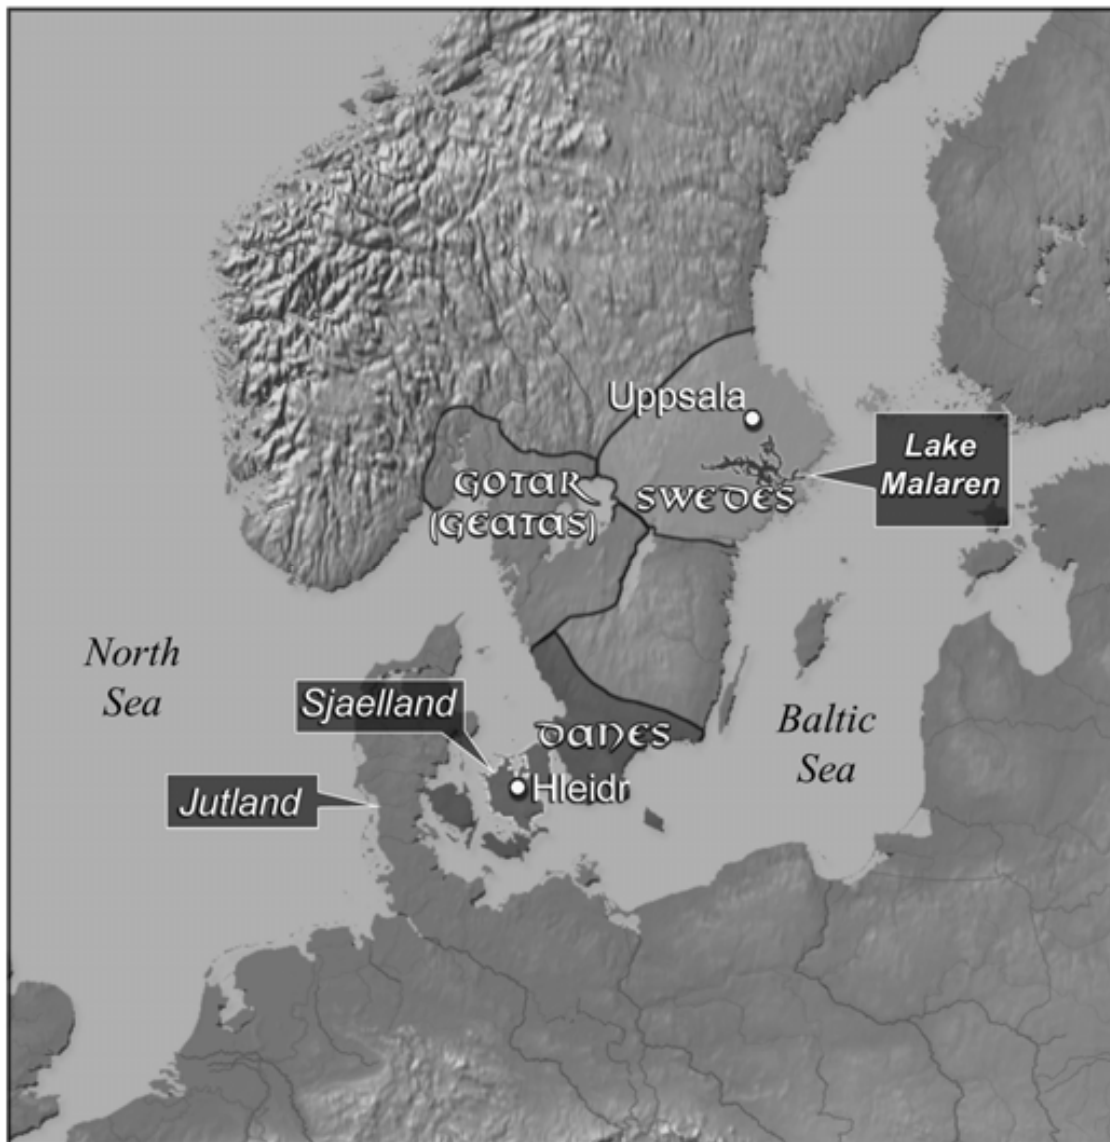 Uppsala
Lake
Malaren
GOTAR
(GEATAS)
SWEDES
North
Sea
Sjaelland
DANES
Baltic
Sea
Jutland
Hleidr